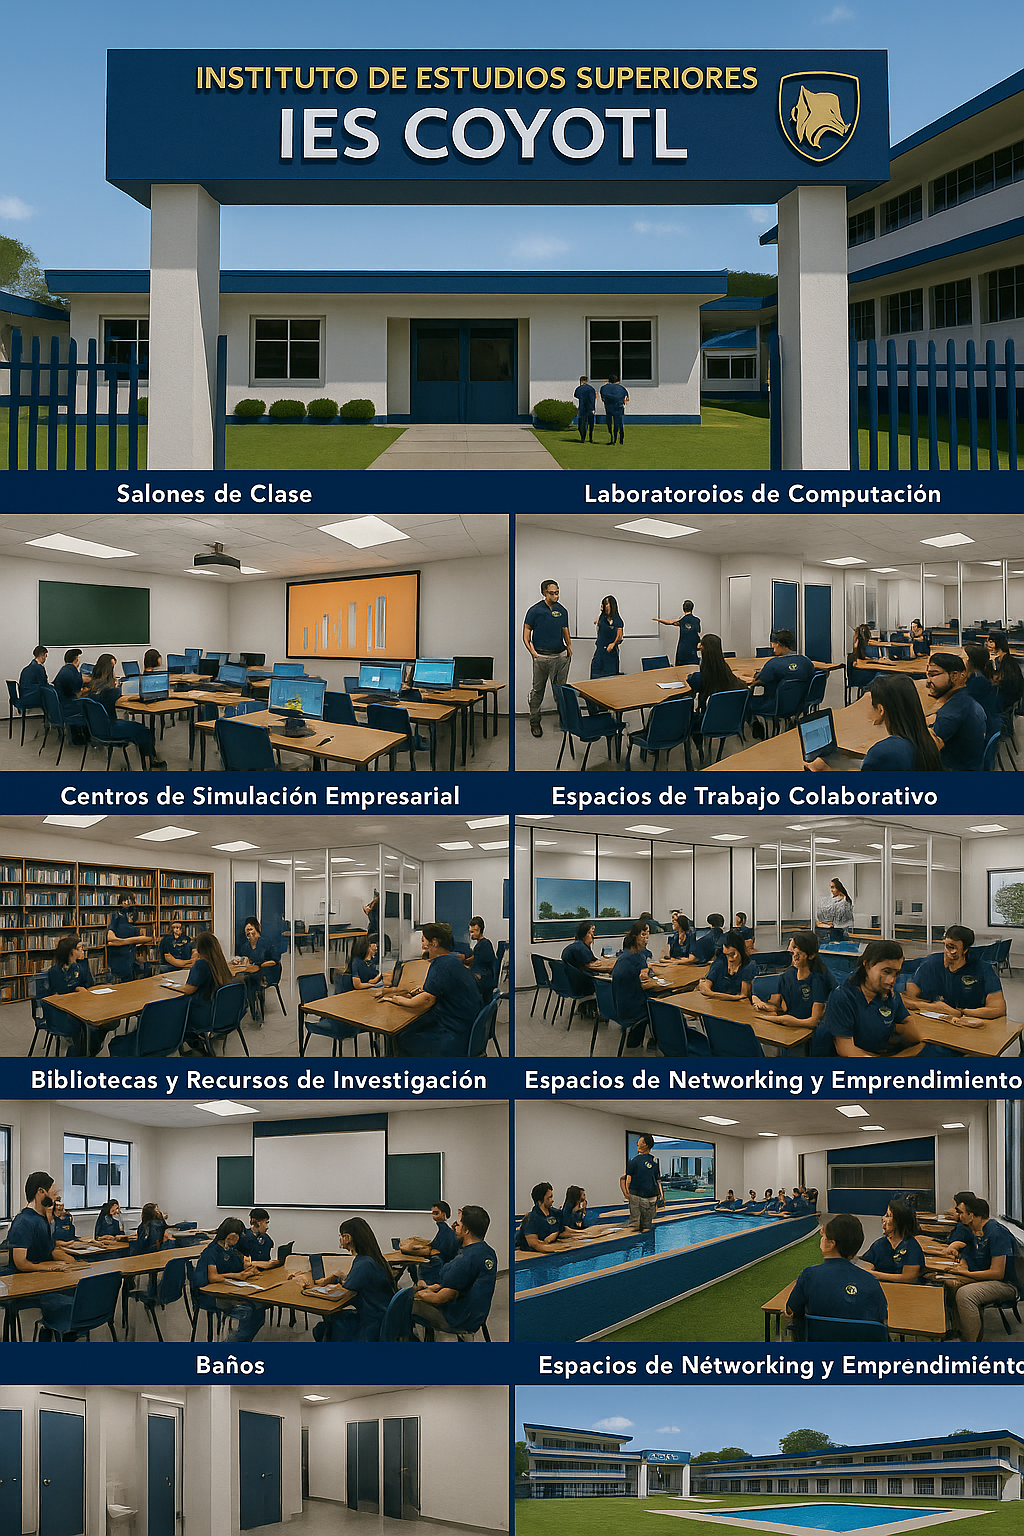 INSTITUTO DE ESTUDIOS SUPERIORES
IES COYOTL
Salones de Clase
Laboratoroios de Computación
Centros de Simulación Empresarial
Espacios de Trabajo Colaborativo
Bibliotecas y Recursos de Investigación
Espacios de Networking y Emprendimiento
Baños
Espacios de Nétworking y Emprendimiénto